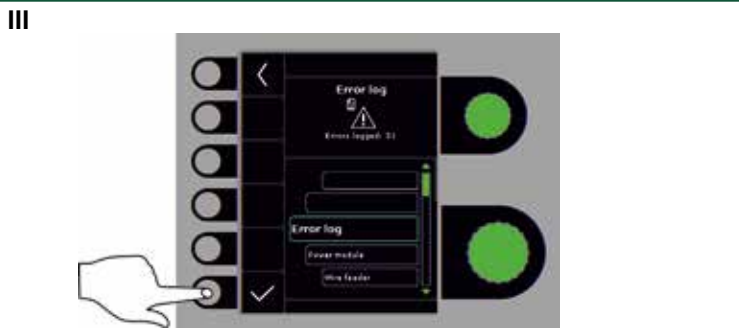 III
Error log
Errors logged: 31
Error log
Power module
Wire feeder